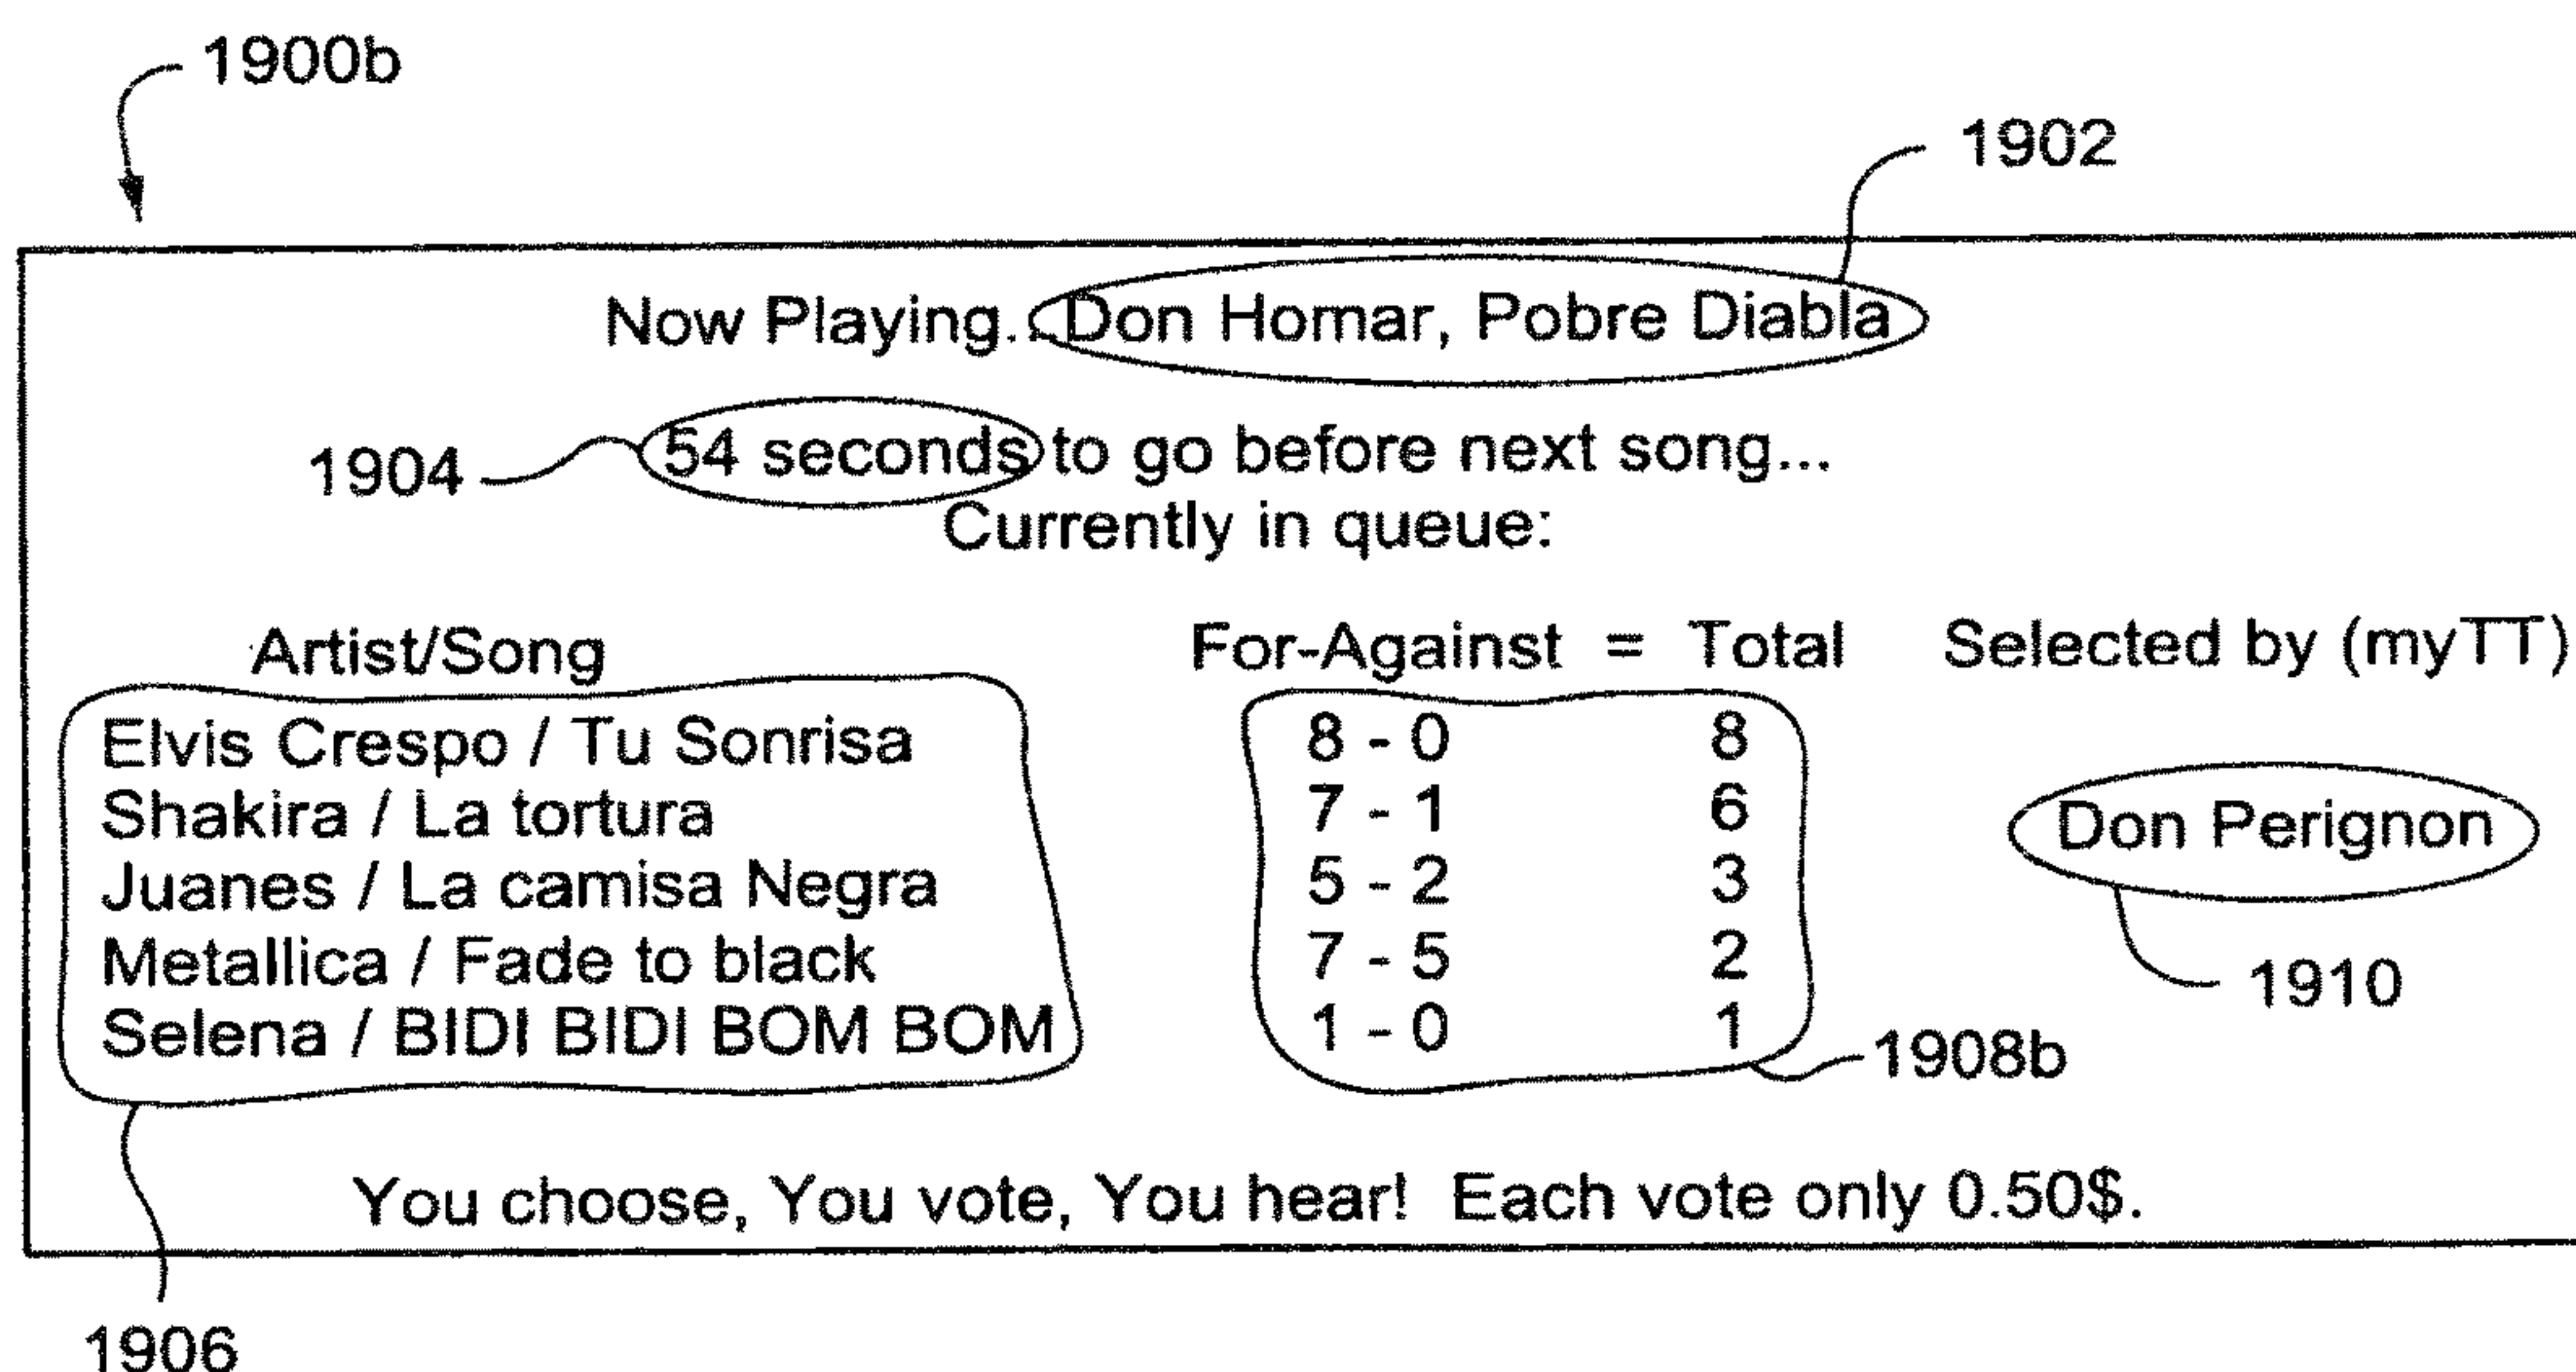 1900b
1902
Now Playing...Don Homar, Pobre Diabla
1904 54 seconds to go before next song...
Currently in queue:
Artist/Song For-Against = Total Selected by (myTT)
Elvis Crespo / Tu Sonrisa 8 - 0 8
Shakira / La tortura 7 - 1 6 Don Perignon
Juanes / La camisa Negra 5 - 2 3
Metallica / Fade to black 7 - 5 2 1910
Selena / BIDI BIDI BOM BOM 1 - 0 1 1908b
You choose, You vote, You hear! Each vote only 0.50$.
1906